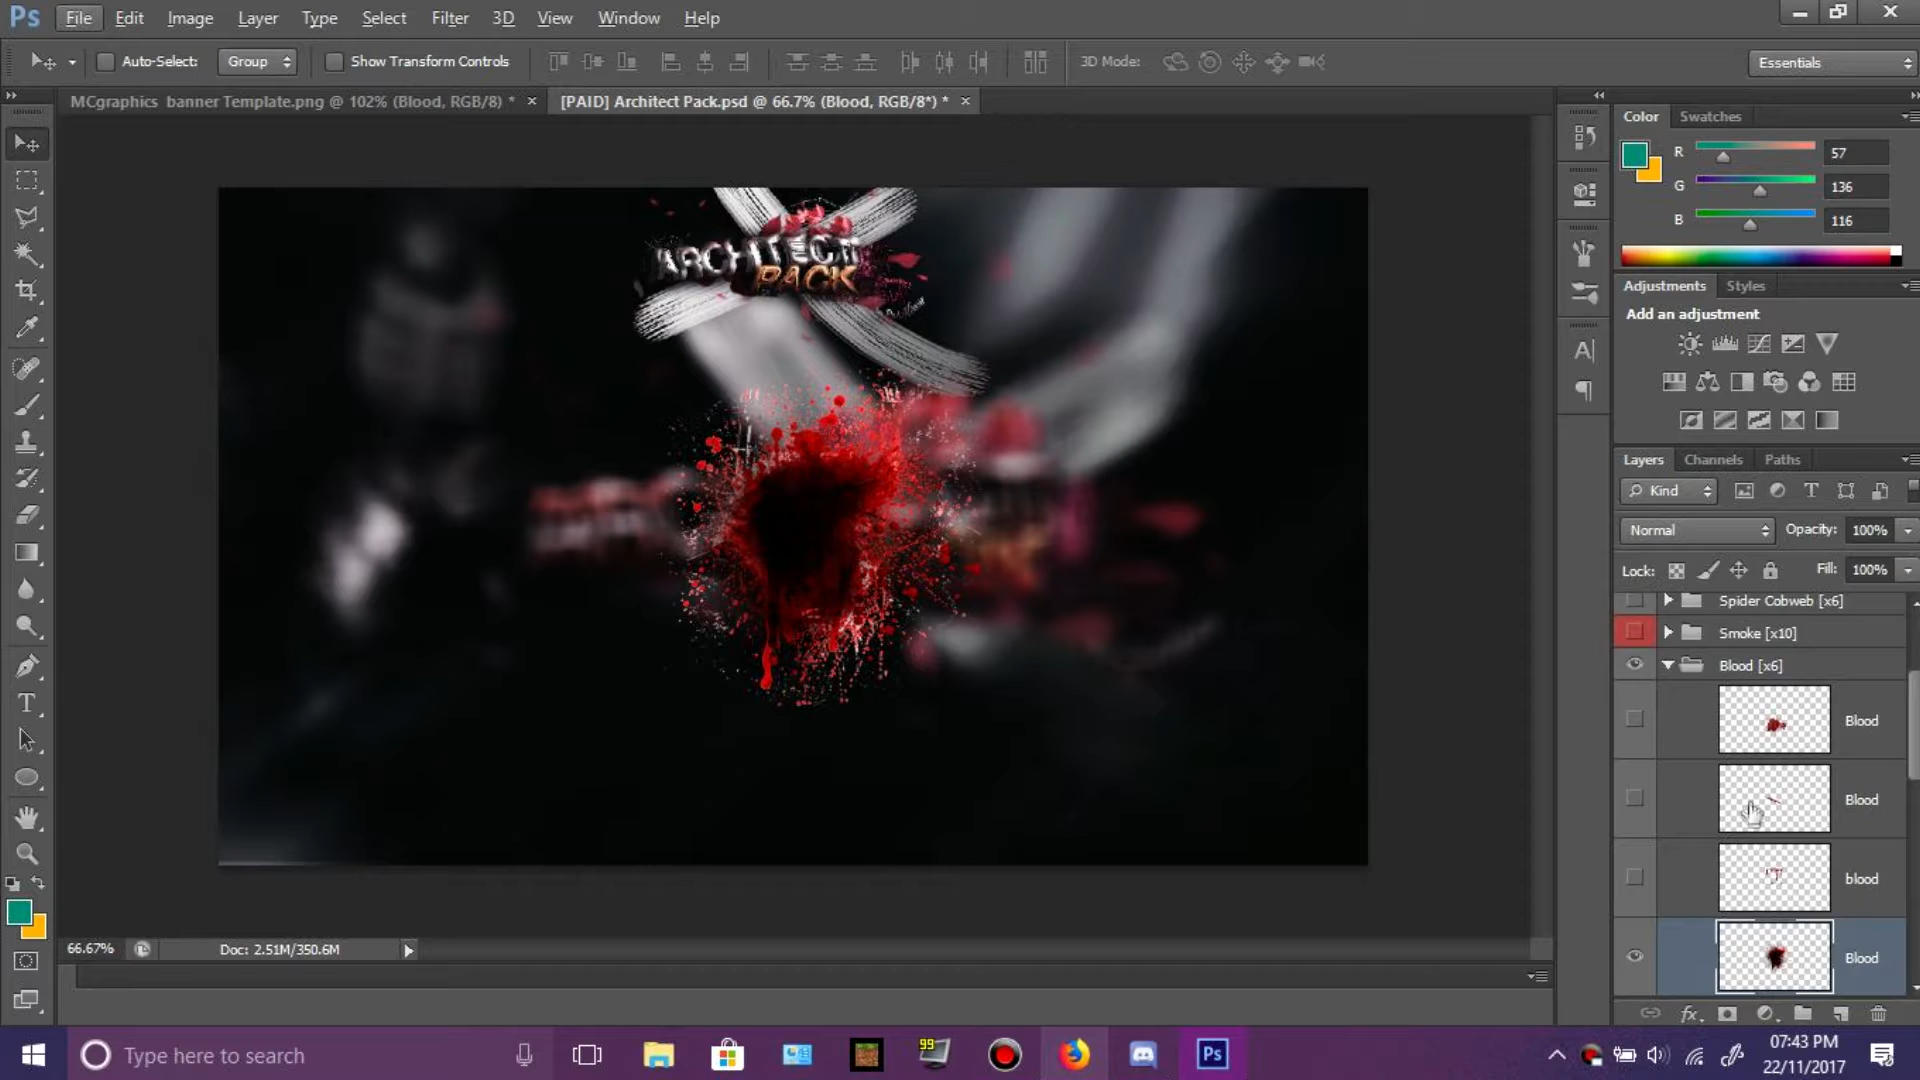 Ps File Edit Image Layer Type Select Filter 3D View Window Help
Auto-Select: Group Show Transform Controls 3D Mode: Essentials
MCgraphics banner Template.png @ 102% (Blood, RGB/8) * × [PAID] Architect Pack.psd @ 66.7% (Blood, RGB/8*) * ×
Color Swatches
R 57
G 136
B 116
ARCHITECT
PACK
Adjustments Styles
Add an adjustment
Layers Channels Paths
Kind
Normal Opacity: 100%
Lock: Fill: 100%
Spider Cobweb [x6]
Smoke [x10]
Blood [x6]
Blood
Blood
blood
Blood
66.67% Doc: 2.51M/350.6M
Type here to search
99
Ps
07:43 PM
22/11/2017